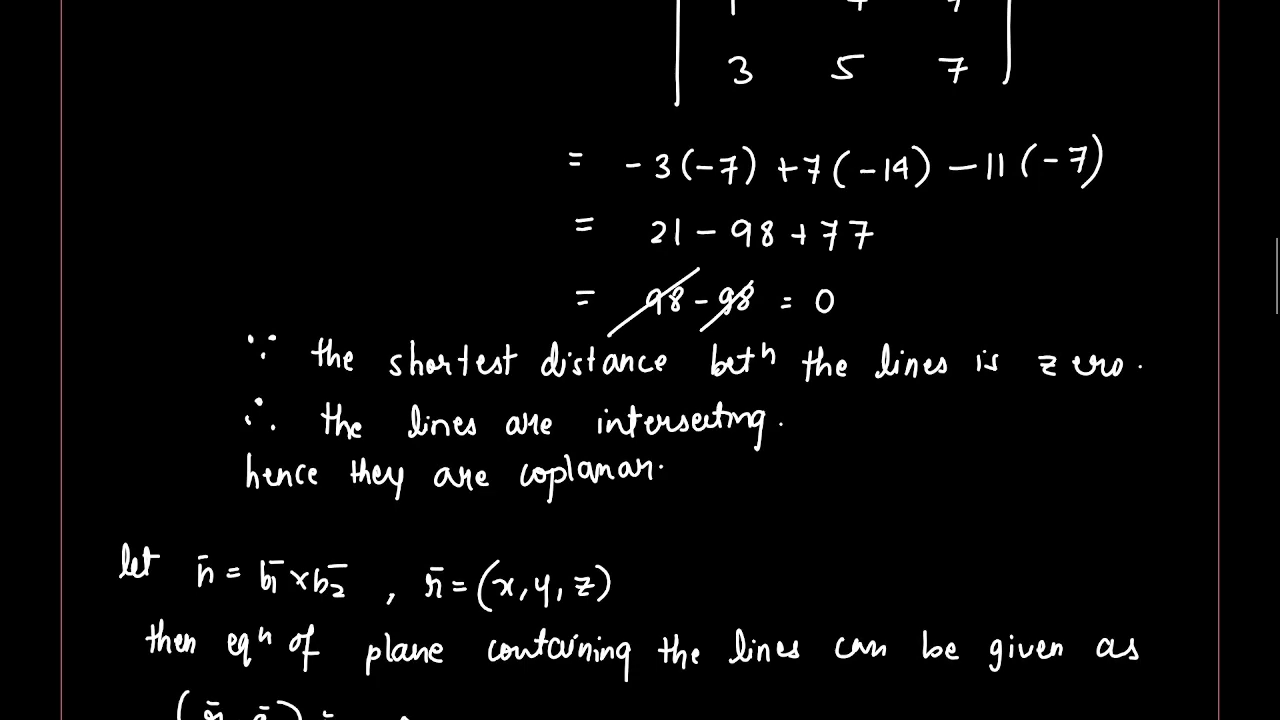 3 5 7
= -3(-7) +7(-14) -11(-7)
= 21 - 98 + 77
= 98 - 98 = 0
∵ the shortest distance betⁿ the lines is zero.
∴ the lines are intersecting.
hence they are coplanar.
let n̄ = b̄₁ × b̄₂ , r̄ = (x, y, z)
then eqⁿ of plane containing the lines can be given as